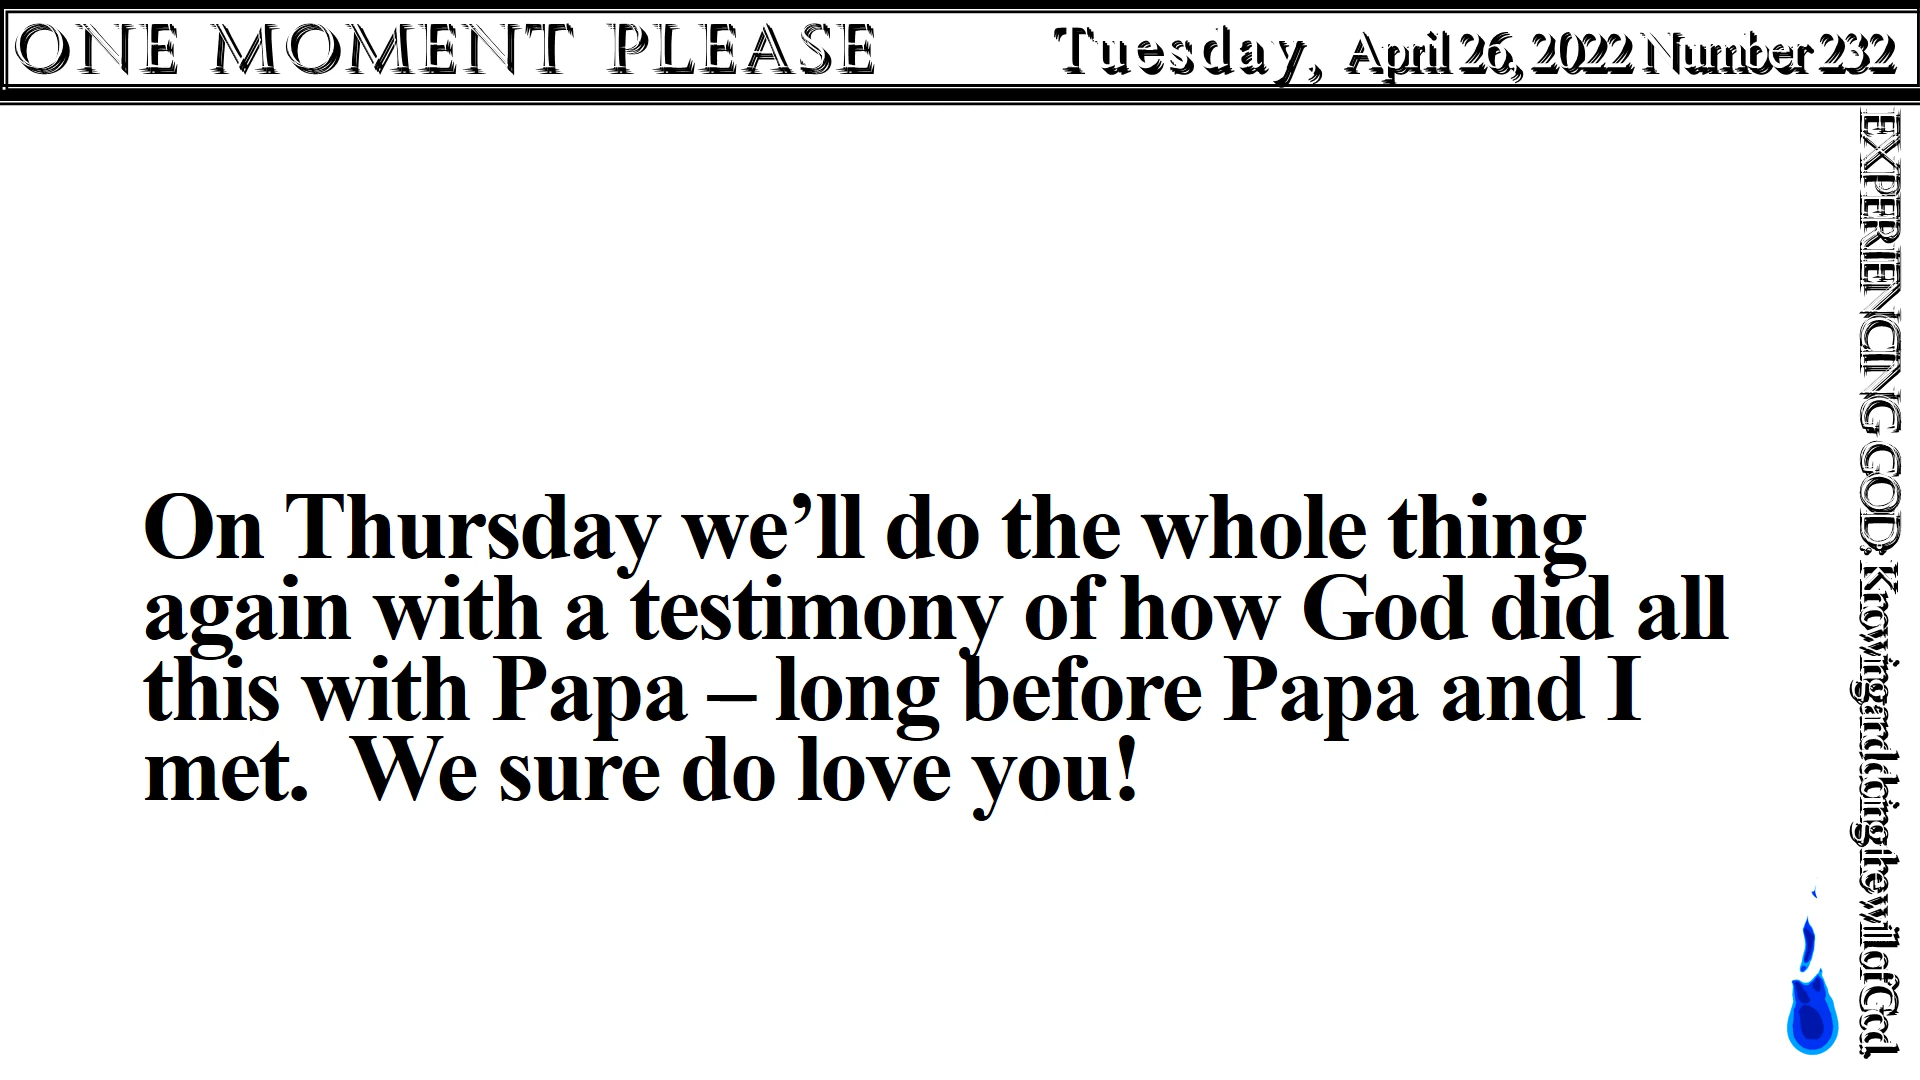 ONE MOMENT PLEASE
Tuesday, April 26, 2022 Number 232
EXPERIENCING GOD: Knowing and doing the will of God.
On Thursday we’ll do the whole thing
again with a testimony of how God did all
this with Papa – long before Papa and I
met.  We sure do love you!